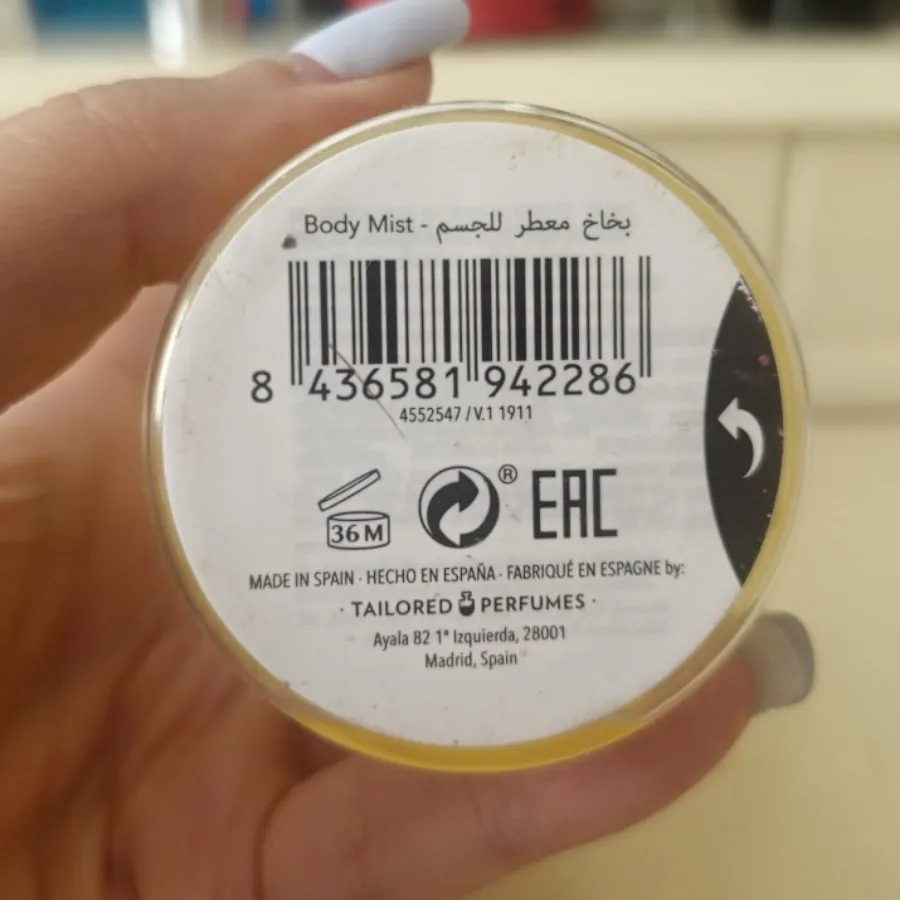 Body Mist - بخاخ معطر للجسم
8 436581 942286
4552547 / V.1 1911
36 M
® EAC
MADE IN SPAIN · HECHO EN ESPAÑA · FABRIQUÉ EN ESPAGNE by:
· TAILORED PERFUMES ·
Ayala 82 1ª Izquierda, 28001
Madrid, Spain